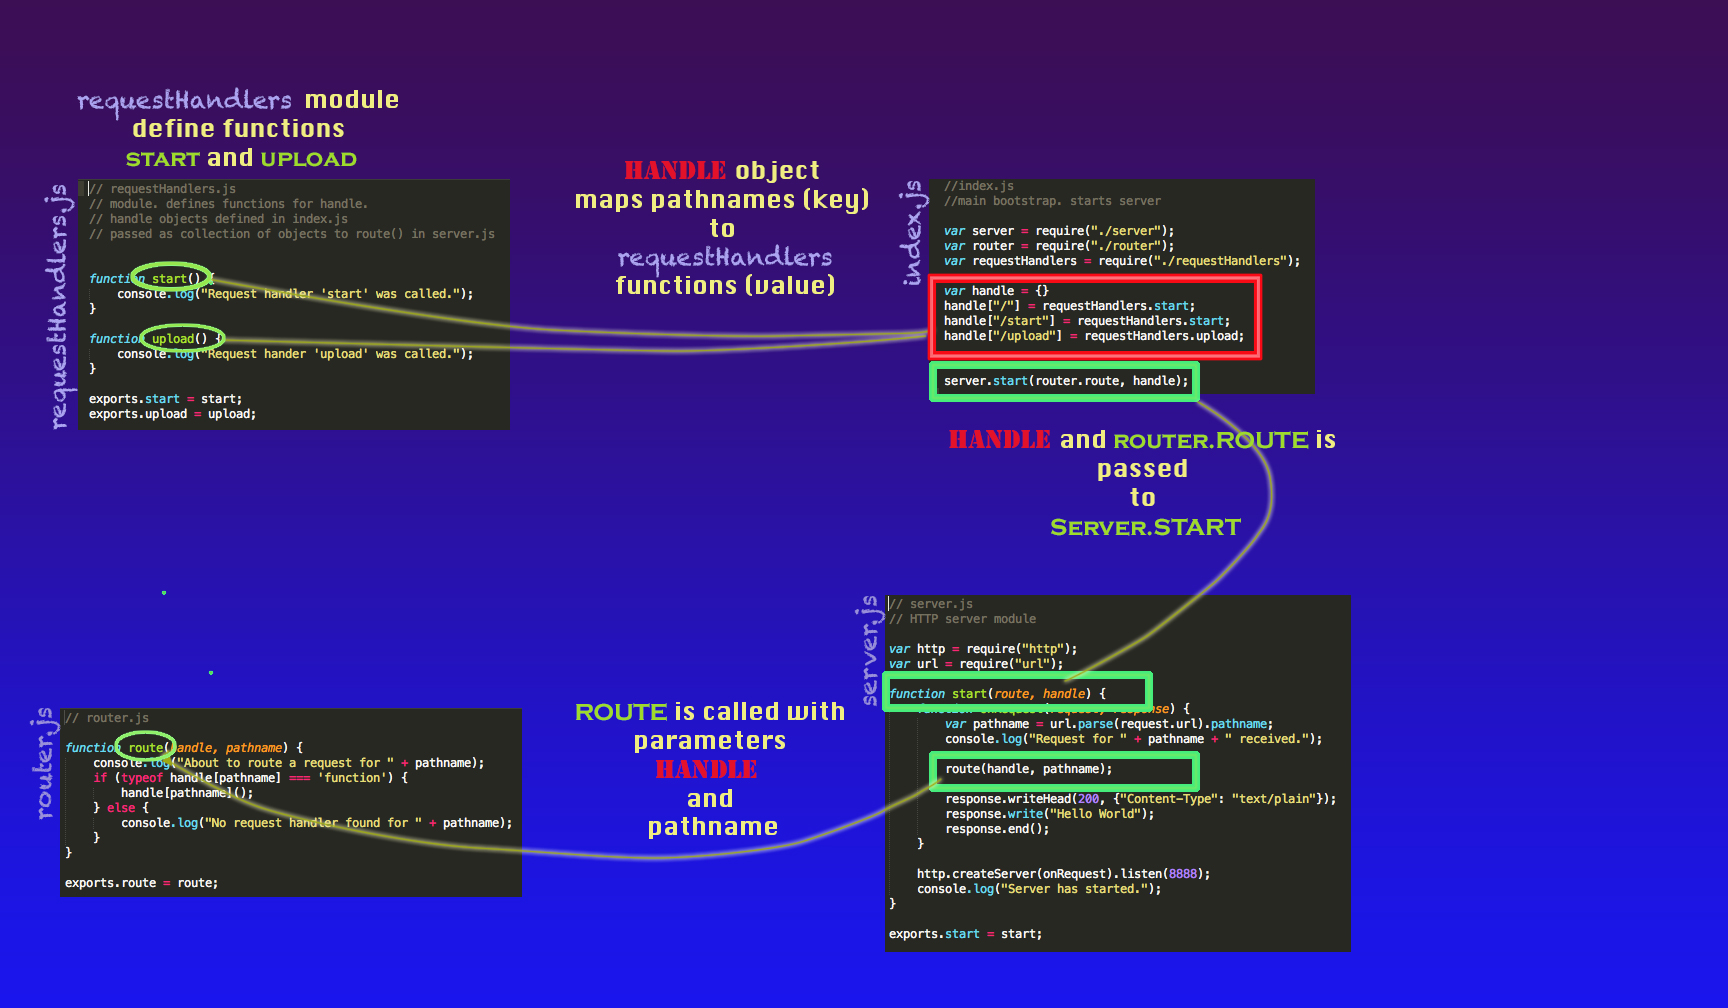 requestHandlers module
define functions
START and UPLOAD
requestHandlers.js
// requestHandlers.js
// module. defines functions for handle.
// handle objects defined in index.js
// passed as collection of objects to route() in server.js
function start() {
console.log("Request handler 'start' was called.");
}
function upload() {
console.log("Request hander 'upload' was called.");
}
exports.start = start;
exports.upload = upload;
HANDLE object
maps pathnames (key)
to
requestHandlers
functions (value)
index.js
//index.js
//main bootstrap. starts server
var server = require("./server");
var router = require("./router");
var requestHandlers = require("./requestHandlers");
var handle = {}
handle["/"] = requestHandlers.start;
handle["/start"] = requestHandlers.start;
handle["/upload"] = requestHandlers.upload;
server.start(router.route, handle);
HANDLE and ROUTER.ROUTE is
passed
to
SERVER.START
router.js
// router.js
function route(handle, pathname) {
console.log("About to route a request for " + pathname);
if (typeof handle[pathname] === 'function') {
handle[pathname]();
} else {
console.log("No request handler found for " + pathname);
}
}
exports.route = route;
ROUTE is called with
parameters
HANDLE
and
pathname
server.js
// server.js
// HTTP server module
var http = require("http");
var url = require("url");
function start(route, handle) {
function onRequest(request, response) {
var pathname = url.parse(request.url).pathname;
console.log("Request for " + pathname + " received.");
route(handle, pathname);
response.writeHead(200, {"Content-Type": "text/plain"});
response.write("Hello World");
response.end();
}
http.createServer(onRequest).listen(8888);
console.log("Server has started.");
}
exports.start = start;